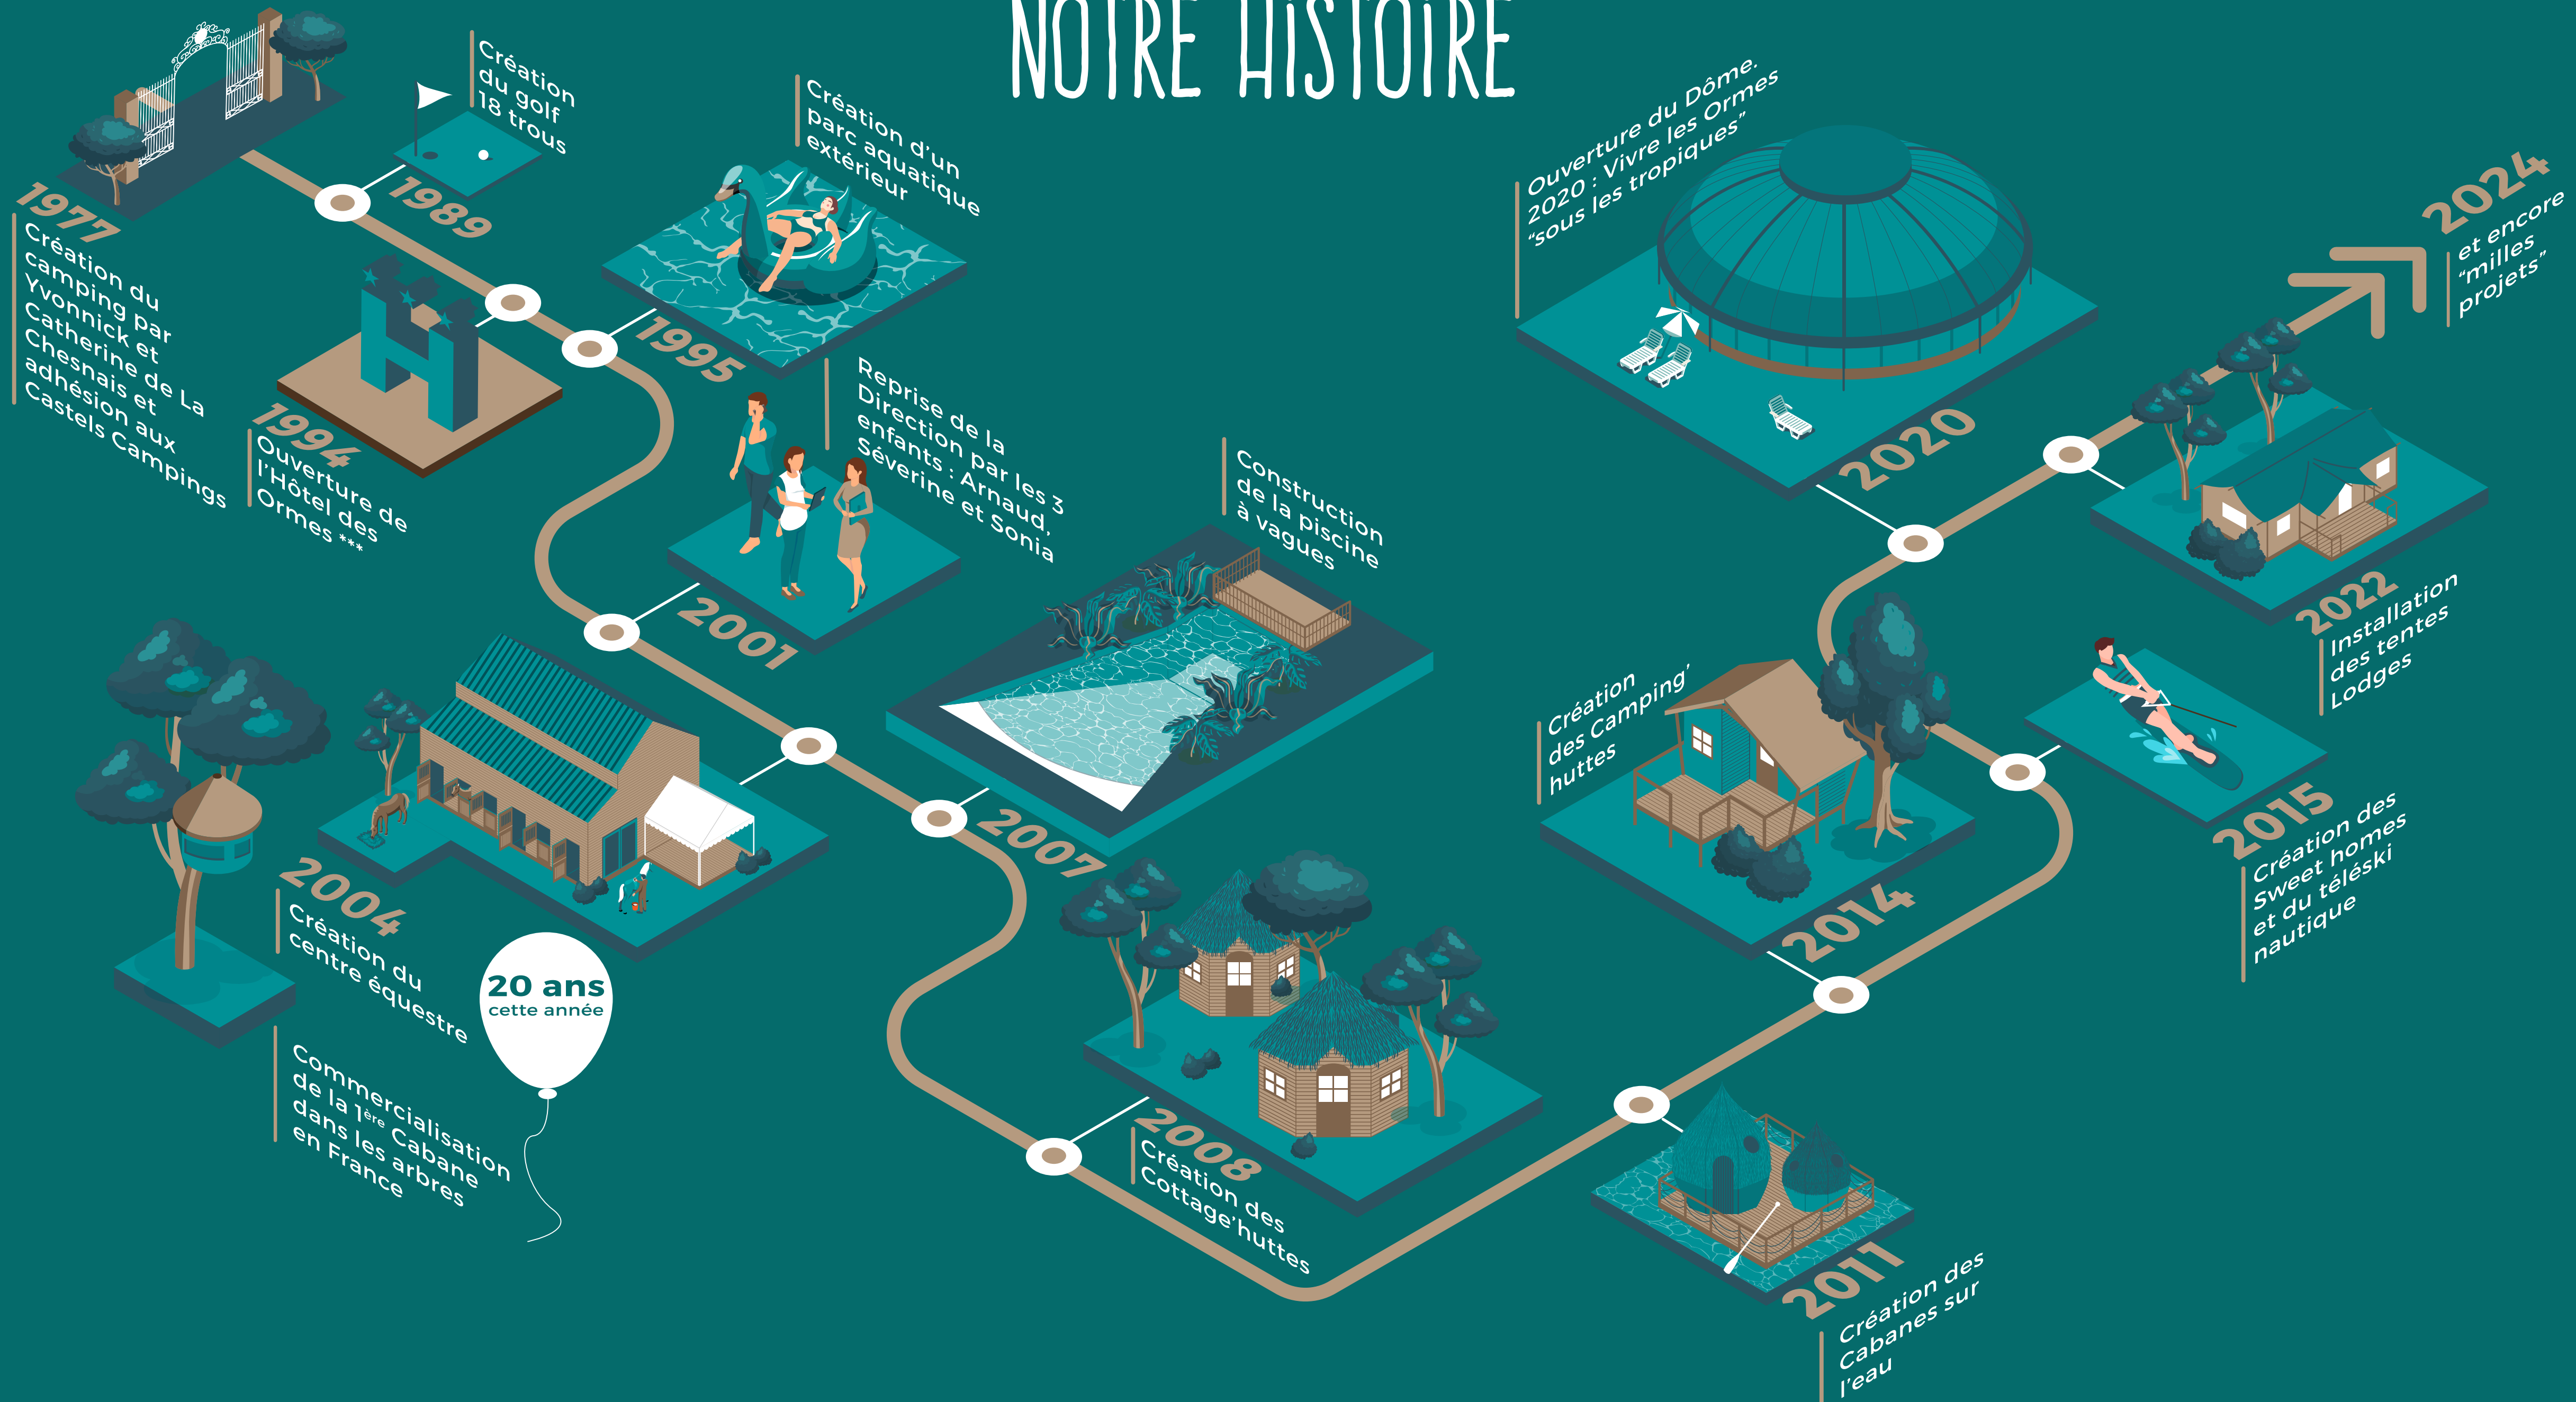 NOTRE HiSTOiRE
1977
Création du
camping par
Yvonnick et
Catherine de La
Chesnais et
adhésion aux
Castels Campings
Création
du golf
18 trous
1989
1994
Ouverture de
l'Hôtel des
Ormes ***
Création d'un
parc aquatique
extérieur
1995
Reprise de la
Direction par les 3
enfants : Arnaud,
Séverine et Sonia
2001
2004
Création du
centre équestre
20 ans
cette année
Commercialisation
de la 1ère Cabane
dans les arbres
en France
Construction
de la piscine
à vagues
2007
2008
Création des
Cottage'huttes
2011
Création des
Cabanes sur
l'eau
Création
des Camping'
huttes
2014
2015
Création des
Sweet homes
et du téléski
nautique
Ouverture du Dôme.
2020 : Vivre les Ormes
“sous les tropiques”
2020
2022
Installation
des tentes
Lodges
2024
et encore
“milles
projets”